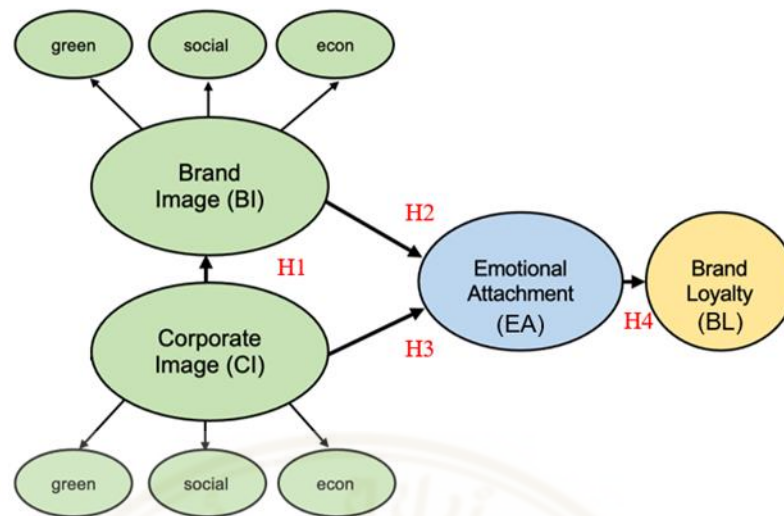 green
social
econ
Brand
Image (BI)
H2
H1
Emotional
Attachment
(EA)
Brand
Loyalty
(BL)
H4
Corporate
Image (CI)
H3
green
social
econ